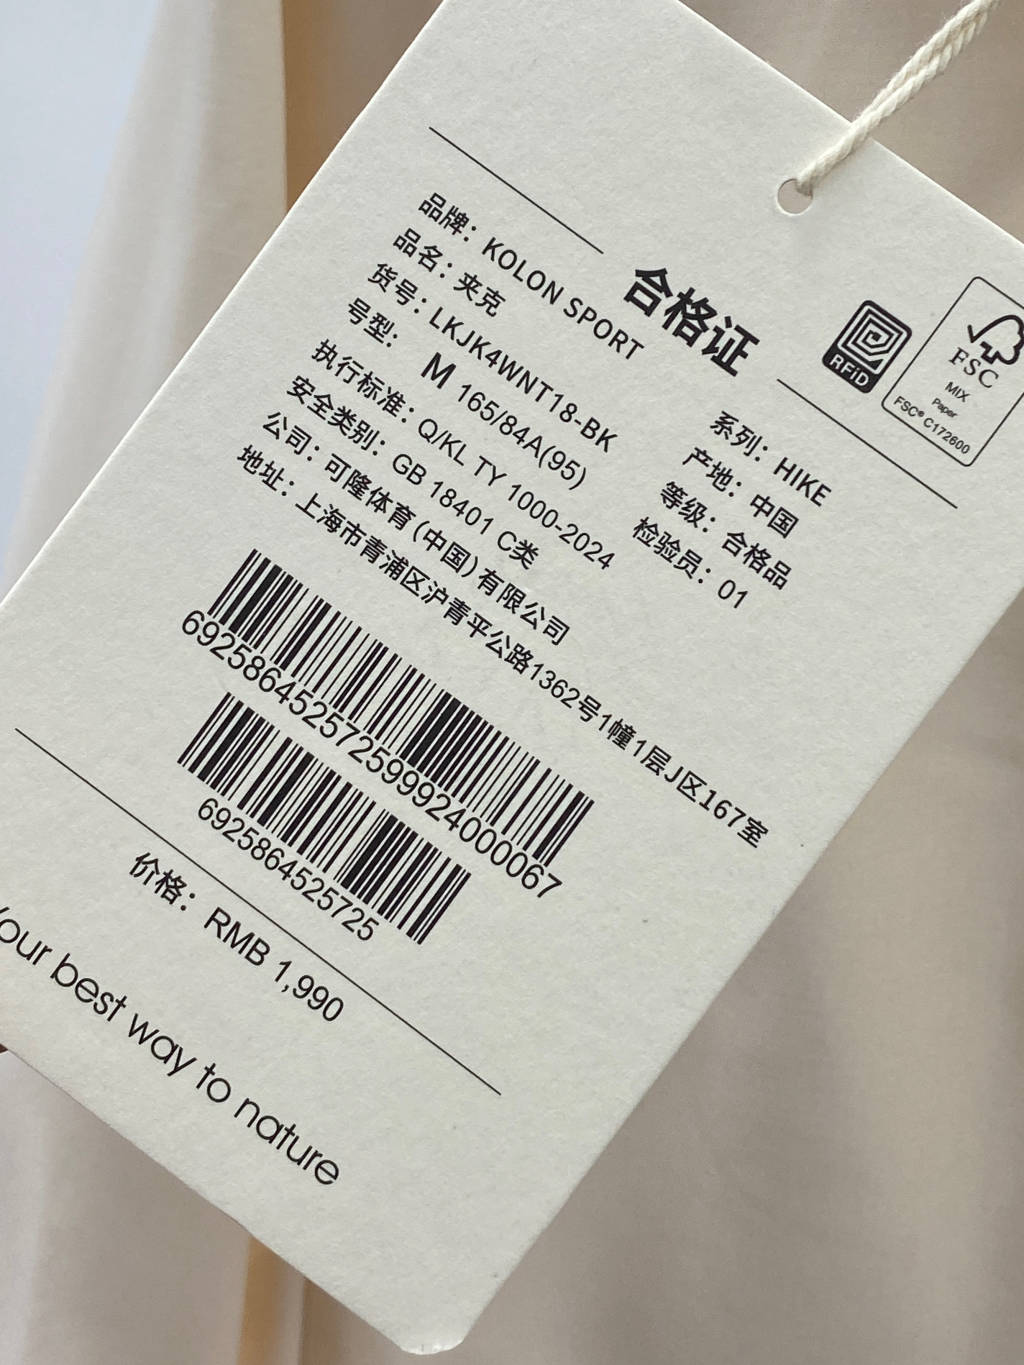 合格证
RFiD
FSC
MIX
Paper
FSC® C172600
品牌：KOLON SPORT
品名：夹克
货号：LKJK4WNT18-BK
号型： M 165/84A(95)
执行标准：Q/KL TY 1000-2024
安全类别：GB 18401 C类
公司：可隆体育(中国)有限公司
地址：上海市青浦区沪青平公路1362号1幢1层J区167室
系列：HIKE
产地：中国
等级：合格品
检验员：01
692586452572599924000067
6925864525725
价格：RMB 1,990
Your best way to nature